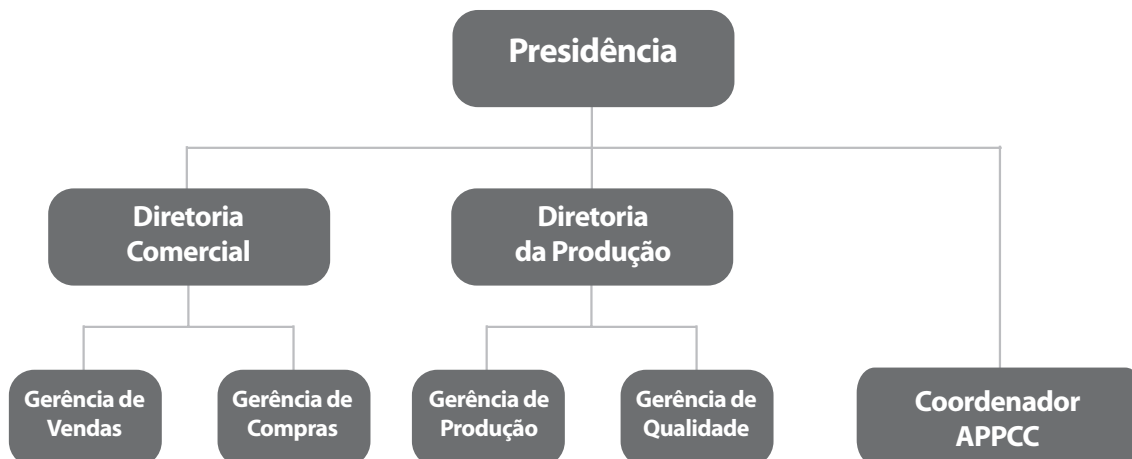 Presidência
Diretoria
Comercial
Diretoria
da Produção
Gerência de
Vendas
Gerência de
Compras
Gerência de
Produção
Gerência de
Qualidade
Coordenador
APPCC